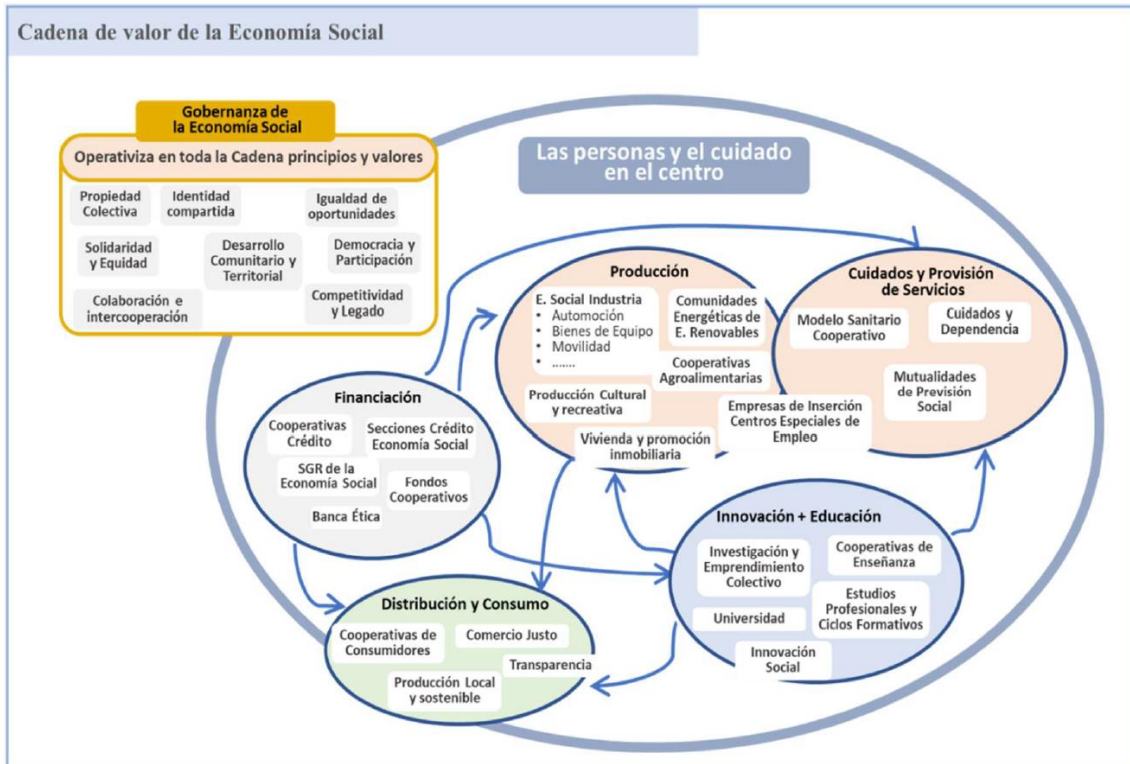 Cadena de valor de la Economía Social
Gobernanza de
la Economía Social
Operativiza en toda la Cadena principios y valores
Propiedad
Colectiva
Identidad
compartida
Igualdad de
oportunidades
Solidaridad
y Equidad
Desarrollo
Comunitario y
Territorial
Democracia y
Participación
Colaboración e
intercooperación
Competitividad
y Legado
Las personas y el cuidado
en el centro
Producción
E. Social Industria
• Automoción
• Bienes de Equipo
• Movilidad
• .......
Comunidades
Energéticas de
E. Renovables
Cooperativas
Agroalimentarias
Producción Cultural
y recreativa
Vivienda y promoción
inmobiliaria
Empresas de Inserción
Centros Especiales de
Empleo
Cuidados y Provisión
de Servicios
Modelo Sanitario
Cooperativo
Cuidados y
Dependencia
Mutualidades
de Previsión
Social
Financiación
Cooperativas
Crédito
Secciones Crédito
Economía Social
SGR de la
Economía Social
Fondos
Cooperativos
Banca Ética
Innovación + Educación
Investigación y
Emprendimiento
Colectivo
Cooperativas de
Enseñanza
Universidad
Estudios
Profesionales y
Ciclos Formativos
Innovación
Social
Distribución y Consumo
Cooperativas de
Consumidores
Comercio Justo
Transparencia
Producción Local
y sostenible